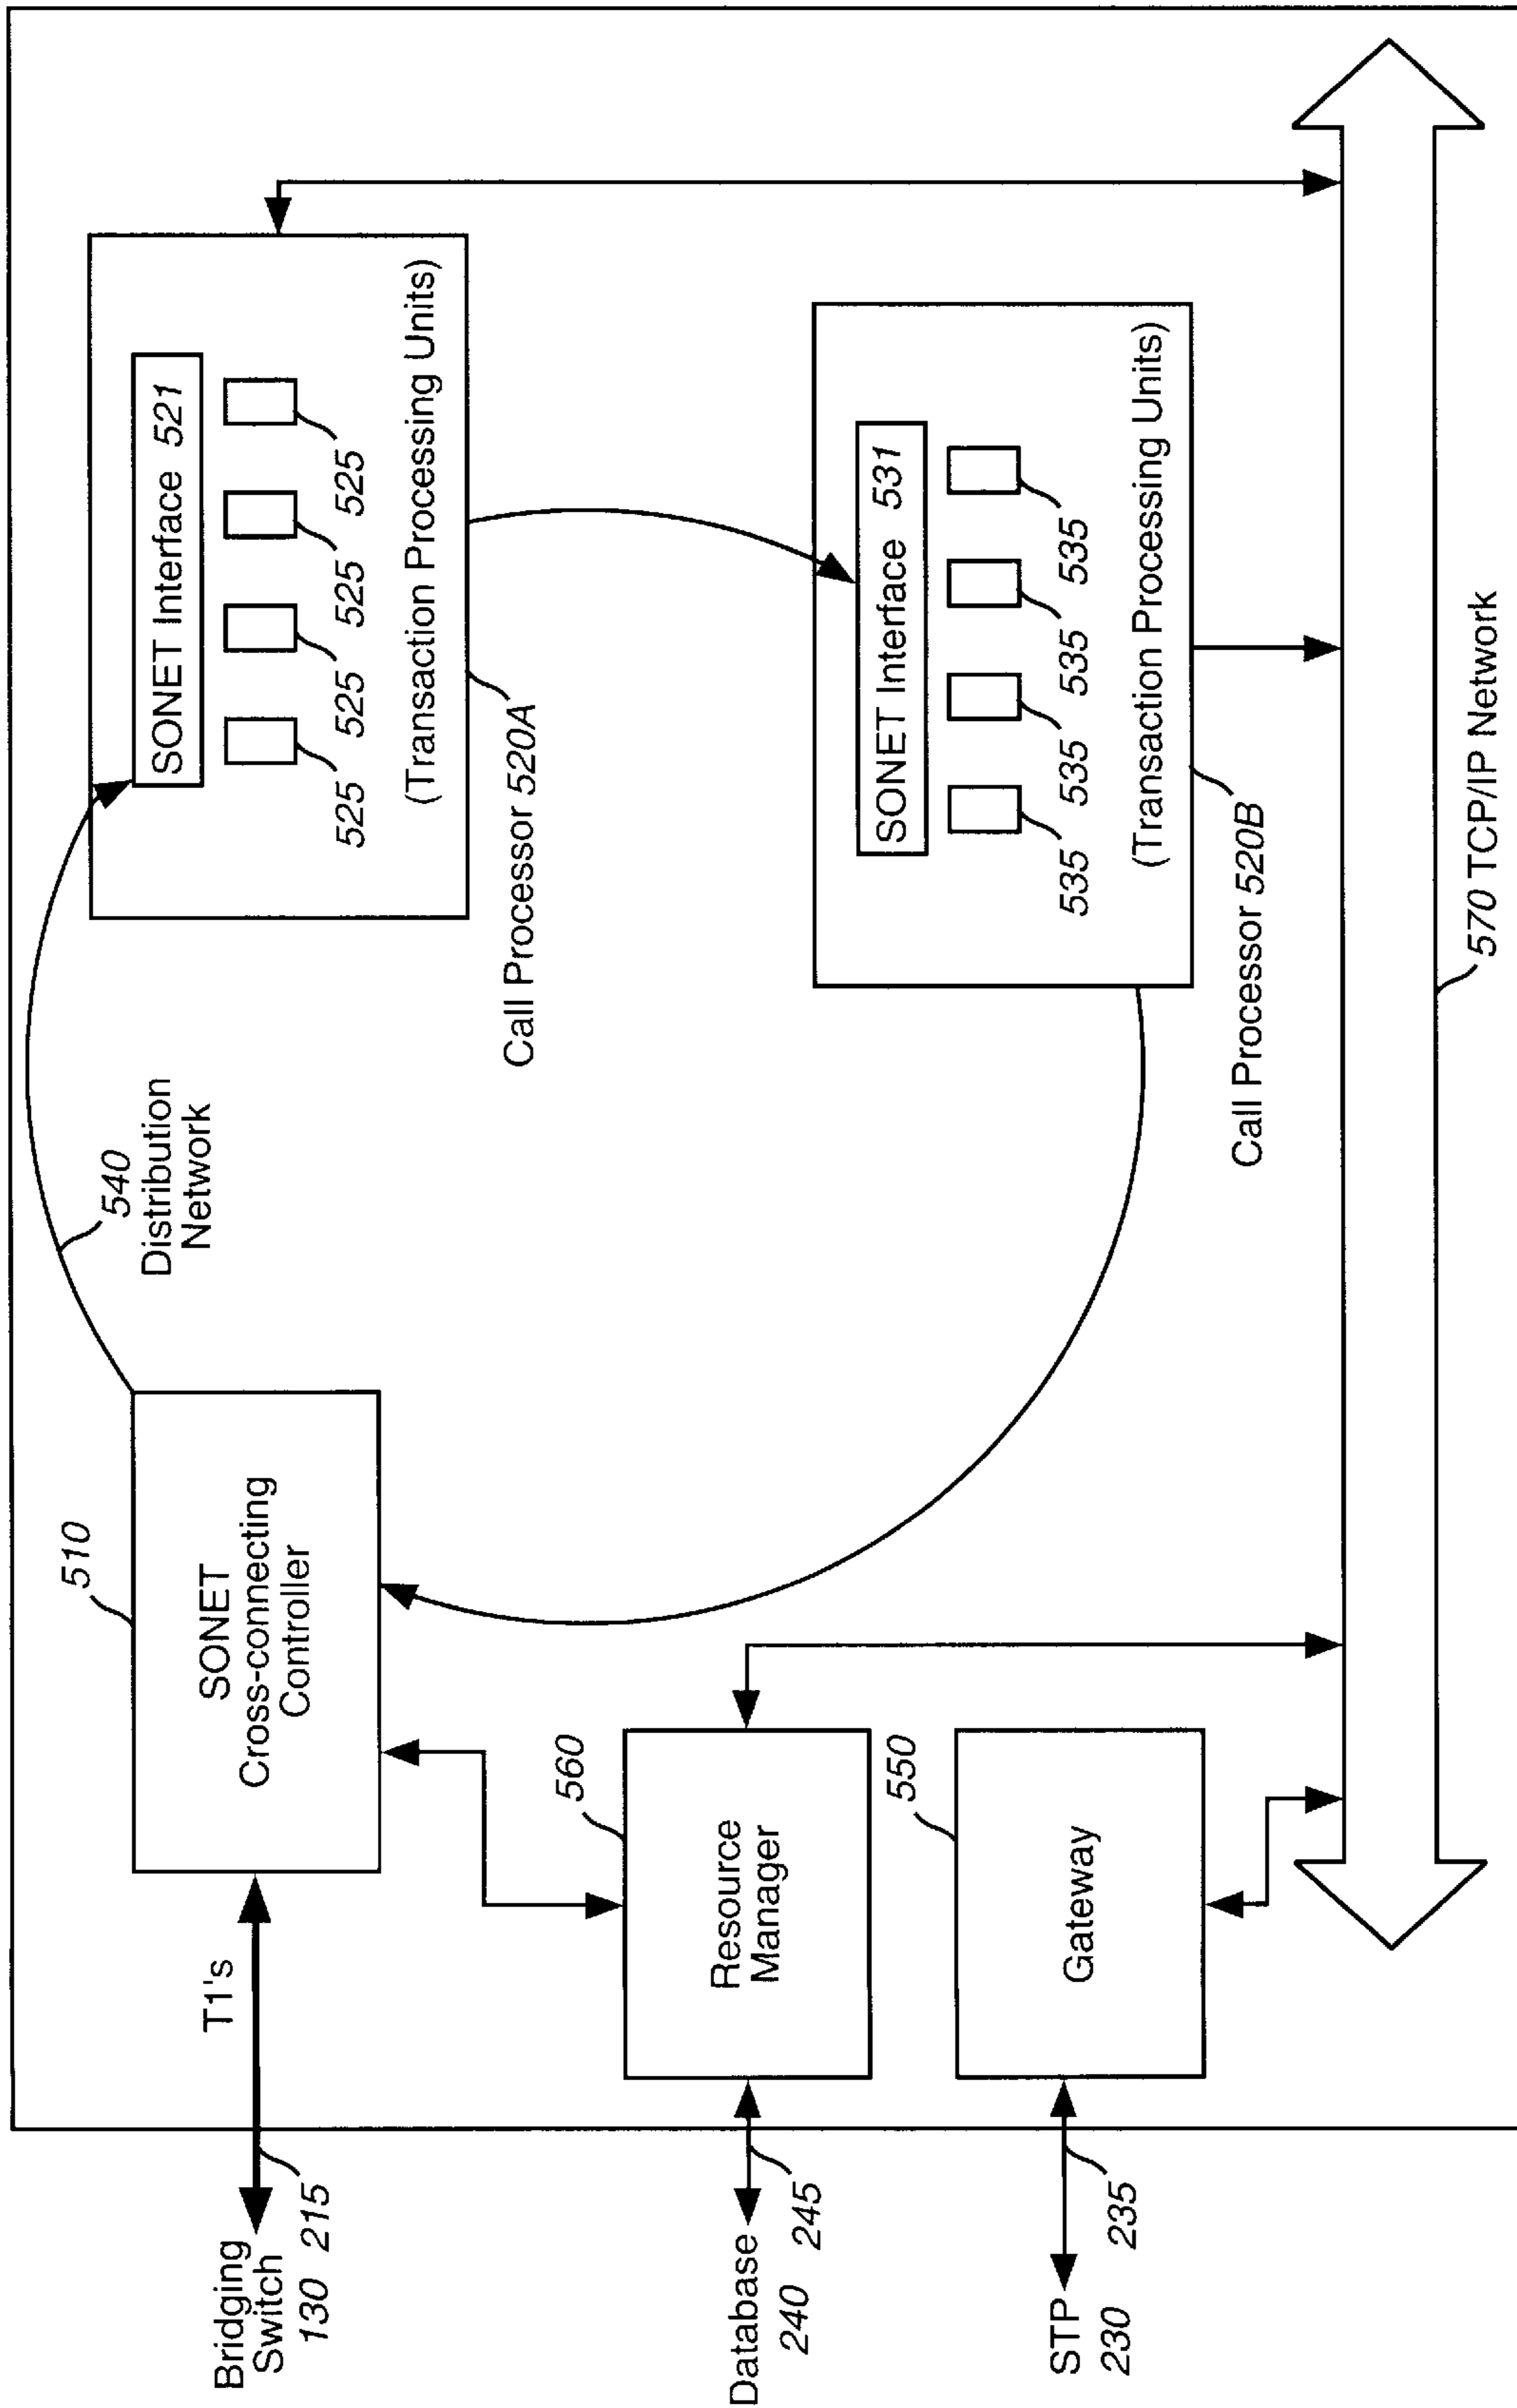 Bridging
Switch
130
215
T1's
510
SONET
Cross-connecting
Controller
540
Distribution
Network
SONET Interface 521
525
525
525
525
(Transaction Processing Units)
Call Processor 520A
Database
240
245
560
Resource
Manager
SONET Interface 531
535
535
535
535
(Transaction Processing Units)
Call Processor 520B
STP
230
235
550
Gateway
570 TCP/IP Network